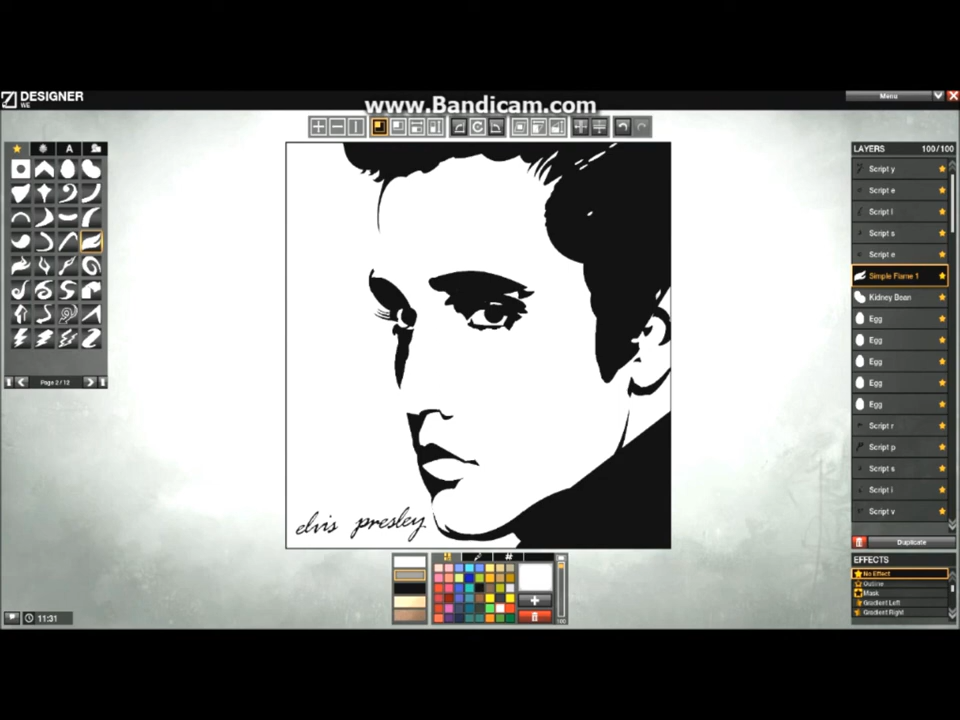 www.Bandicam.com
DESIGNER
WE
Menu
A
LAYERS 100/100
Script y
Script e
Script l
Script s
Script e
Simple Flame 1
Kidney Bean
Egg
Egg
Egg
Egg
Egg
Script r
Script p
Script s
Script i
Script v
Page 2 / 12
elvis presley
Duplicate
EFFECTS
No Effect
Outline
Mask
Gradient Left
Gradient Right
#
100
11:31